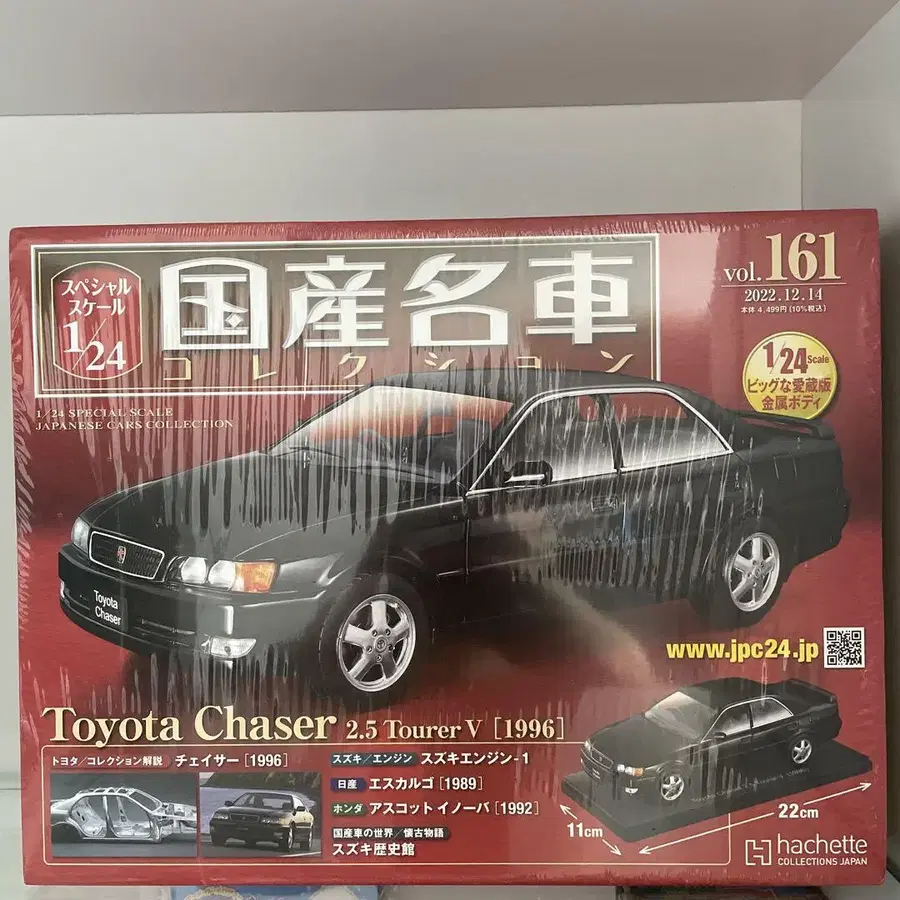 スペシャル
スケール
1/24
国産名車
コレクション
1/24 SPECIAL SCALE
JAPANESE CARS COLLECTION
vol.161
2022.12.14
本体 4,499円(10%税込)
1/24 Scale
ビッグな愛蔵版
金属ボディ
Toyota
Chaser
www.jpc24.jp
Toyota Chaser 2.5 Tourer V [1996]
トヨタ/コレクション解説 チェイサー [1996]
スズキ/エンジン スズキエンジン-1
日産 エスカルゴ [1989]
ホンダ アスコット イノーバ [1992]
国産車の世界/懐古物語
スズキ歴史館
11cm
22cm
hachette
COLLECTIONS JAPAN